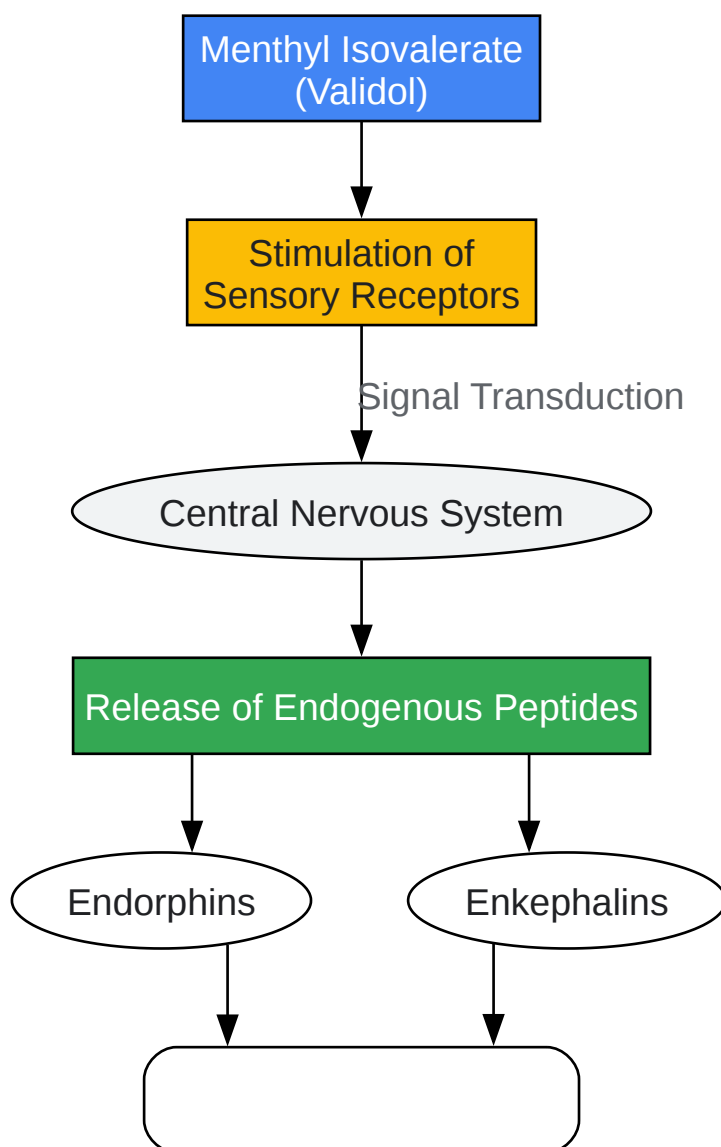 Menthyl Isovalerate
(Validol)
Stimulation of
Sensory Receptors
Signal Transduction
Central Nervous System
Release of Endogenous Peptides
Endorphins
Enkephalins